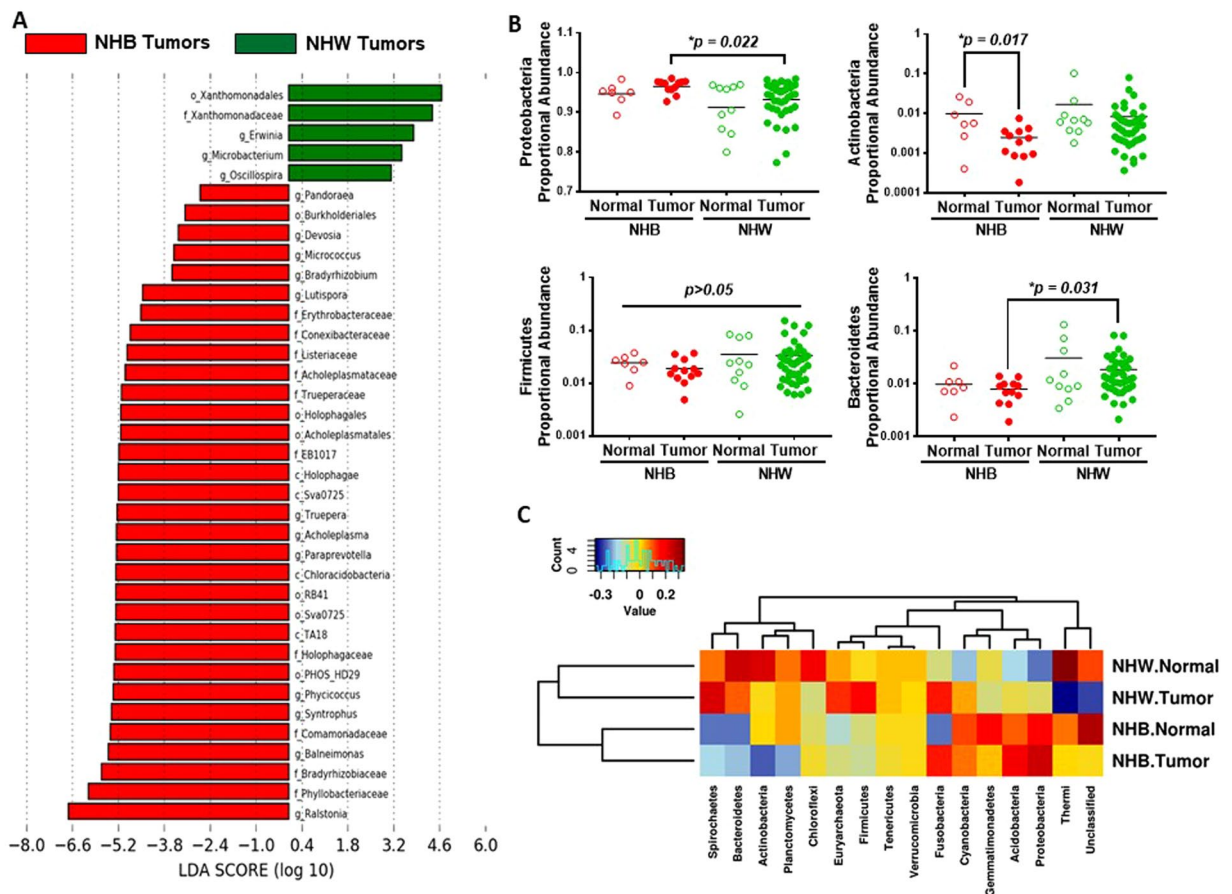 A
NHB Tumors
NHW Tumors
o_Xanthomonadales
f_Xanthomonadaceae
g_Erwinia
g_Microbacterium
g_Oscillospira
g_Pandoraea
o_Burkholderiales
g_Devosia
g_Micrococcus
g_Bradyrhizobium
g_Lutispora
f_Erythrobacteraceae
f_Conexibacteraceae
f_Listeriaceae
f_Acholeplasmataceae
f_Trueperaceae
o_Holophagales
o_Acholeplasmatales
f_EB1017
c_Holophagae
c_Sva0725
g_Truepera
g_Acholeplasma
g_Paraprevotella
c_Chloracidobacteria
o_RB41
o_Sva0725
c_TA18
f_Holophagaceae
o_PHOS_HD29
g_Phycicoccus
g_Syntrophus
f_Comamonadaceae
g_Balneimonas
f_Bradyrhizobiaceae
f_Phyllobacteriaceae
g_Ralstonia
−8.0 −6.6 −5.2 −3.8 −2.4 −1.0 0.4 1.8 3.2 4.6 6.0
LDA SCORE (log 10)
B
Proteobacteria
Proportional Abundance
1.1
1.0
0.9
0.8
0.7
*p = 0.022
Normal Tumor Normal Tumor
NHB NHW
Actinobacteria
Proportional Abundance
1
0.1
0.01
0.001
0.0001
*p = 0.017
Normal Tumor Normal Tumor
NHB NHW
Firmicutes
Proportional Abundance
1
0.1
0.01
0.001
p>0.05
Normal Tumor Normal Tumor
NHB NHW
Bacteroidetes
Proportional Abundance
1
0.1
0.01
0.001
*p = 0.031
Normal Tumor Normal Tumor
NHB NHW
C
Count
0 4
-0.3 0 0.2
Value
NHW.Normal
NHW.Tumor
NHB.Normal
NHB.Tumor
Spirochaetes
Bacteroidetes
Actinobacteria
Planctomycetes
Chloroflexi
Euryarchaeota
Firmicutes
Tenericutes
Verrucomicrobia
Fusobacteria
Cyanobacteria
Gemmatimonadetes
Acidobacteria
Proteobacteria
Thermi
Unclassified